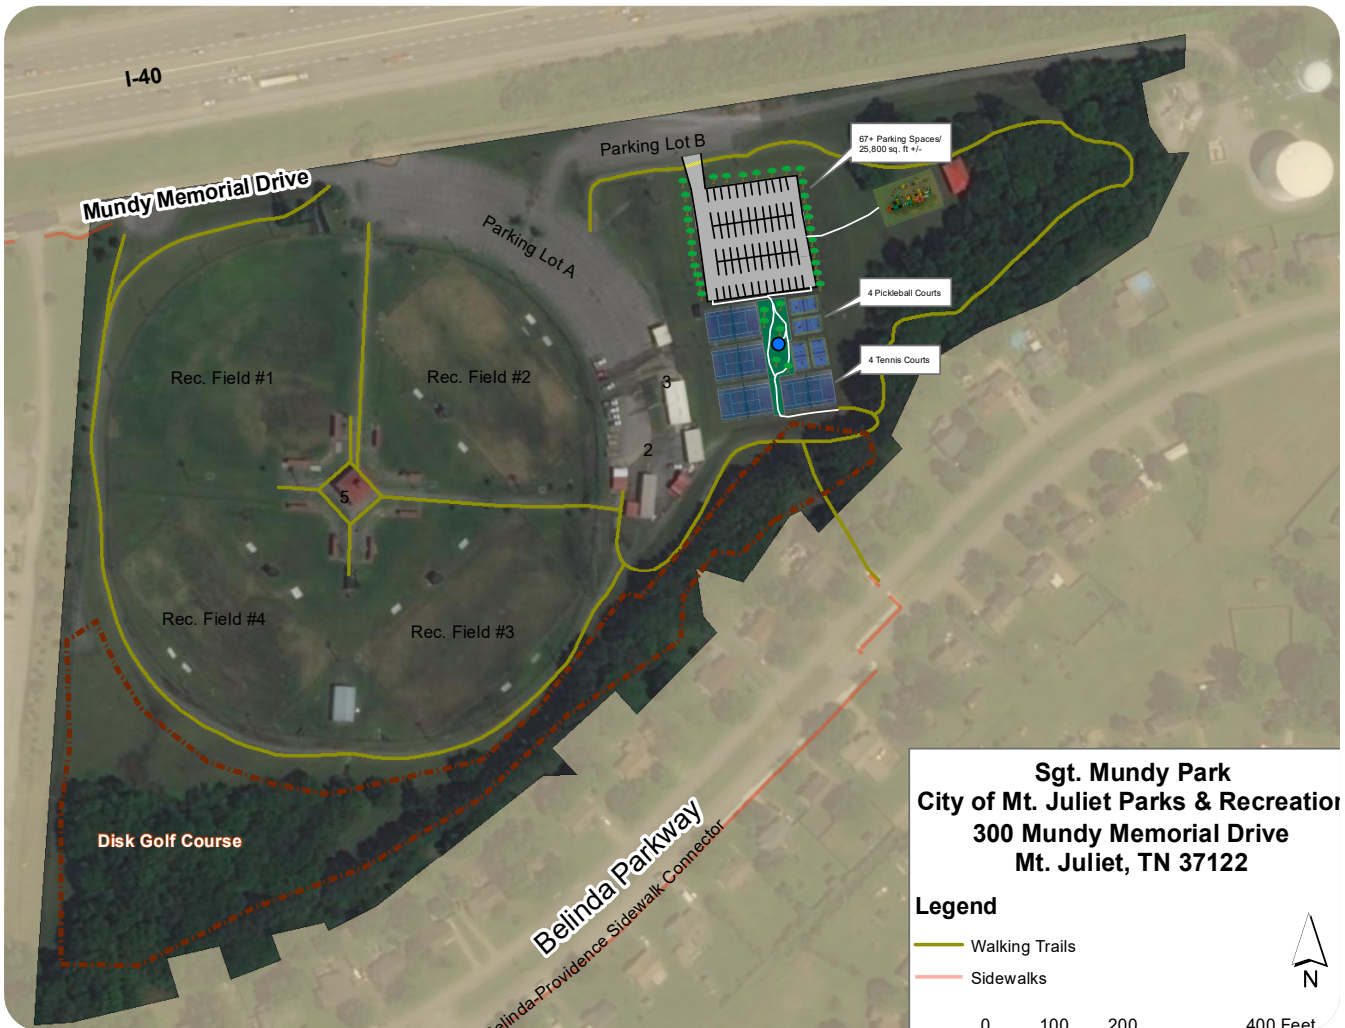 I-40
Parking Lot B
67+ Parking Spaces/
25,800 sq. ft +/-
Mundy Memorial Drive
Parking Lot A
4 Pickleball Courts
4 Tennis Courts
Rec. Field #1
Rec. Field #2
3
2
5
Rec. Field #4
Rec. Field #3
Disk Golf Course
Belinda Parkway
elinda-Providence Sidewalk Connector
Sgt. Mundy Park
City of Mt. Juliet Parks & Recreation
300 Mundy Memorial Drive
Mt. Juliet, TN 37122
Legend
Walking Trails
Sidewalks
N
0 100 200 400 Feet